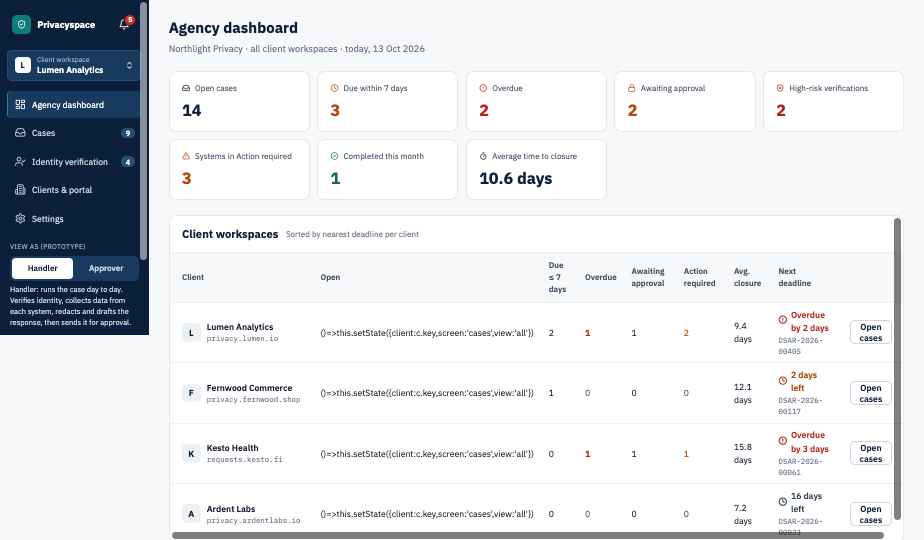 Privacyspace
5
L
Client workspace
Lumen Analytics
Agency dashboard
Cases
9
Identity verification
4
Clients & portal
Settings
VIEW AS (PROTOTYPE)
Handler
Approver
Handler: runs the case day to day.
Verifies identity, collects data from
each system, redacts and drafts the
response, then sends it for approval.
Agency dashboard
Northlight Privacy · all client workspaces · today, 13 Oct 2026
Open cases
14
Due within 7 days
3
Overdue
2
Awaiting approval
2
High-risk verifications
2
Systems in Action required
3
Completed this month
1
Average time to closure
10.6 days
Client workspaces
Sorted by nearest deadline per client
Client
Open
Due
≤ 7
days
Overdue
Awaiting
approval
Action
required
Avg.
closure
Next
deadline
L
Lumen Analytics
privacy.lumen.io
()=>this.setState({client:c.key,screen:'cases',view:'all'})
2
1
1
2
9.4
days
Overdue
by 2 days
DSAR-2026-
00405
Open
cases
F
Fernwood Commerce
privacy.fernwood.shop
()=>this.setState({client:c.key,screen:'cases',view:'all'})
1
0
0
0
12.1
days
2 days
left
DSAR-2026-
00117
Open
cases
K
Kesto Health
requests.kesto.fi
()=>this.setState({client:c.key,screen:'cases',view:'all'})
0
1
1
1
15.8
days
Overdue
by 3 days
DSAR-2026-
00061
Open
cases
A
Ardent Labs
privacy.ardentlabs.io
()=>this.setState({client:c.key,screen:'cases',view:'all'})
0
0
0
0
7.2
days
16 days
left
DSAR-2026-
00033
Open
cases